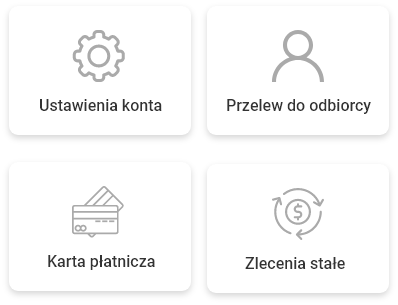 Ustawienia konta
Przelew do odbiorcy
Karta płatnicza
Zlecenia stałe